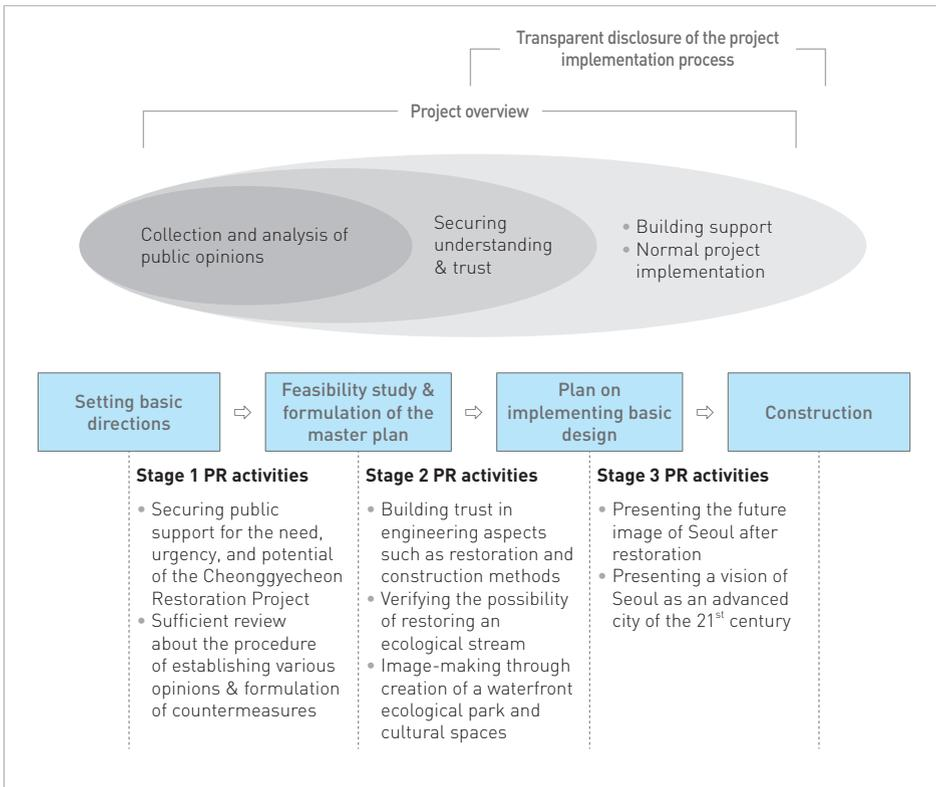 Transparent disclosure of the project
implementation process
Project overview
Collection and analysis of
public opinions
Securing
understanding
& trust
• Building support
• Normal project
implementation
Setting basic
directions
Feasibility study &
formulation of the
master plan
Plan on
implementing basic
design
Construction
Stage 1 PR activities
• Securing public
support for the need,
urgency, and potential
of the Cheonggyecheon
Restoration Project
• Sufficient review
about the procedure
of establishing various
opinions & formulation
of countermeasures
Stage 2 PR activities
• Building trust in
engineering aspects
such as restoration and
construction methods
• Verifying the possibility
of restoring an
ecological stream
• Image-making through
creation of a waterfront
ecological park and
cultural spaces
Stage 3 PR activities
• Presenting the future
image of Seoul after
restoration
• Presenting a vision of
Seoul as an advanced
city of the 21st century